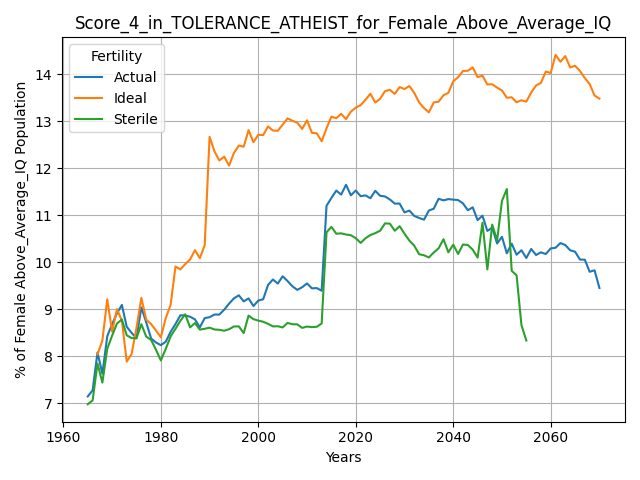 Score_4_in_TOLERANCE_ATHEIST_for_Female_Above_Average_IQ
Fertility
Actual
Ideal
Sterile
% of Female Above_Average_IQ Population
14
13
12
11
10
9
8
7
1960
1980
2000
2020
2040
2060
Years